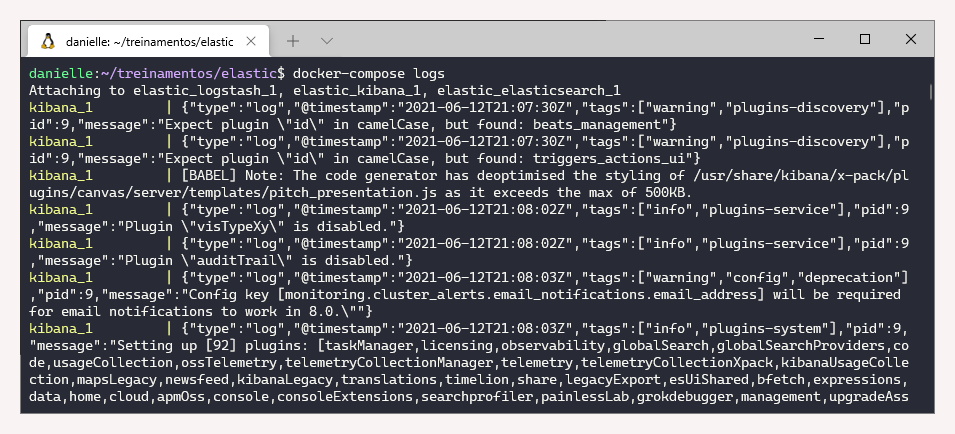 danielle: ~/treinamentos/elastic
danielle:~/treinamentos/elastic$ docker-compose logs
Attaching to elastic_logstash_1, elastic_kibana_1, elastic_elasticsearch_1
kibana_1         | {"type":"log","@timestamp":"2021-06-12T21:07:30Z","tags":["warning","plugins-discovery"],"p
id":9,"message":"Expect plugin \"id\" in camelCase, but found: beats_management"}
kibana_1         | {"type":"log","@timestamp":"2021-06-12T21:07:30Z","tags":["warning","plugins-discovery"],"p
id":9,"message":"Expect plugin \"id\" in camelCase, but found: triggers_actions_ui"}
kibana_1         | [BABEL] Note: The code generator has deoptimised the styling of /usr/share/kibana/x-pack/pl
ugins/canvas/server/templates/pitch_presentation.js as it exceeds the max of 500KB.
kibana_1         | {"type":"log","@timestamp":"2021-06-12T21:08:02Z","tags":["info","plugins-service"],"pid":9
,"message":"Plugin \"visTypeXy\" is disabled."}
kibana_1         | {"type":"log","@timestamp":"2021-06-12T21:08:02Z","tags":["info","plugins-service"],"pid":9
,"message":"Plugin \"auditTrail\" is disabled."}
kibana_1         | {"type":"log","@timestamp":"2021-06-12T21:08:03Z","tags":["warning","config","deprecation"]
,"pid":9,"message":"Config key [monitoring.cluster_alerts.email_notifications.email_address] will be required
for email notifications to work in 8.0.\""}
kibana_1         | {"type":"log","@timestamp":"2021-06-12T21:08:03Z","tags":["info","plugins-system"],"pid":9,
"message":"Setting up [92] plugins: [taskManager,licensing,observability,globalSearch,globalSearchProviders,co
de,usageCollection,ossTelemetry,telemetryCollectionManager,telemetry,telemetryCollectionXpack,kibanaUsageColle
ction,mapsLegacy,newsfeed,kibanaLegacy,translations,timelion,share,legacyExport,esUiShared,bfetch,expressions,
data,home,cloud,apmOss,console,consoleExtensions,searchprofiler,painlessLab,grokdebugger,management,upgradeAss